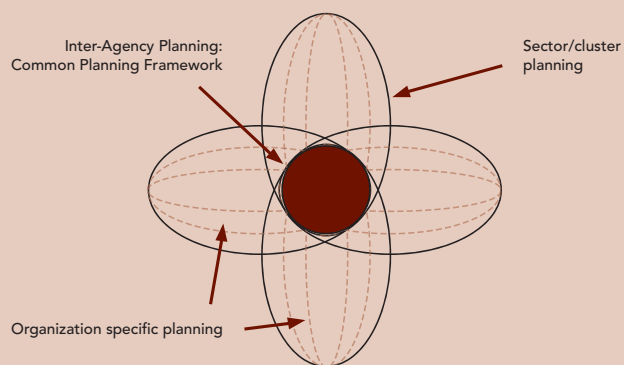 Inter-Agency Planning:
Common Planning Framework
Sector/cluster
planning
Organization specific planning